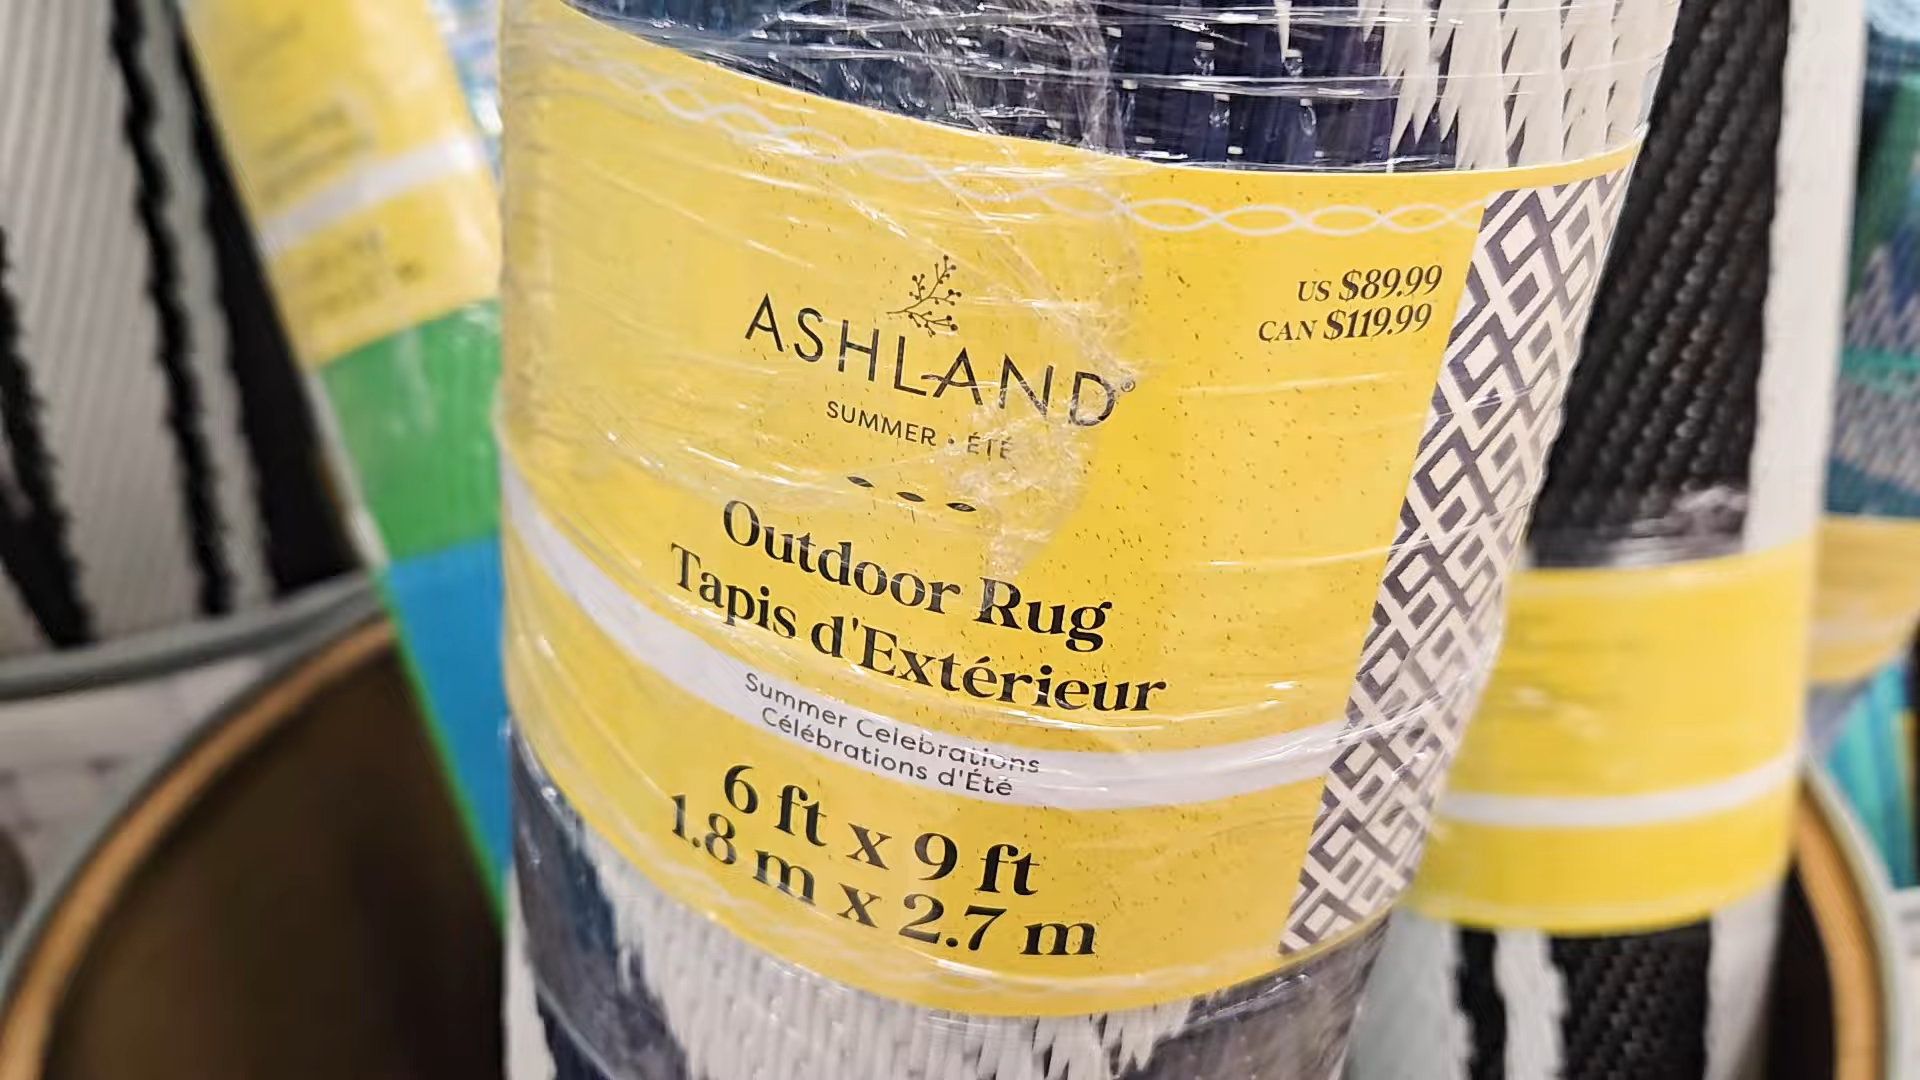 US $89.99
CAN $119.99
ASHLAND®
SUMMER • ÉTÉ
Outdoor Rug
Tapis d'Extérieur
Summer Celebrations
Célébrations d'Été
6 ft x 9 ft
1.8 m x 2.7 m